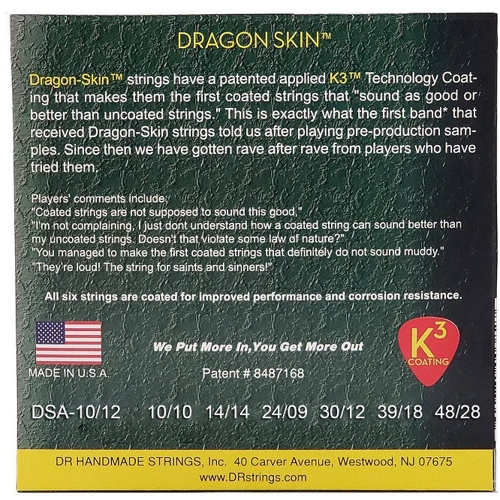 DRAGON SKIN™
Dragon-Skin™ strings have a patented applied K3™ Technology Coat-
ing that makes them the first coated strings that "sound as good or
better than uncoated strings." This is exactly what the first band* that
received Dragon-Skin strings told us after playing pre-production sam-
ples. Since then we have gotten rave after rave from players who have
tried them.
Players' comments include:
"Coated strings are not supposed to sound this good,"
"I'm not complaining, I just dont understand how a coated string can sound better than
my uncoated strings. Doesn't that violate some law of nature?"
"You managed to make the first coated strings that definitely do not sound muddy."
"They're loud! The string for saints and sinners!"
All six strings are coated for improved performance and corrosion resistance.
We Put More In,You Get More Out
K3
COATING
MADE IN U.S.A.
Patent # 8487168
DSA-10/12 10/10 14/14 24/09 30/12 39/18 48/28
DR HANDMADE STRINGS, Inc. 40 Carver Avenue, Westwood, NJ 07675
www.DRstrings.com